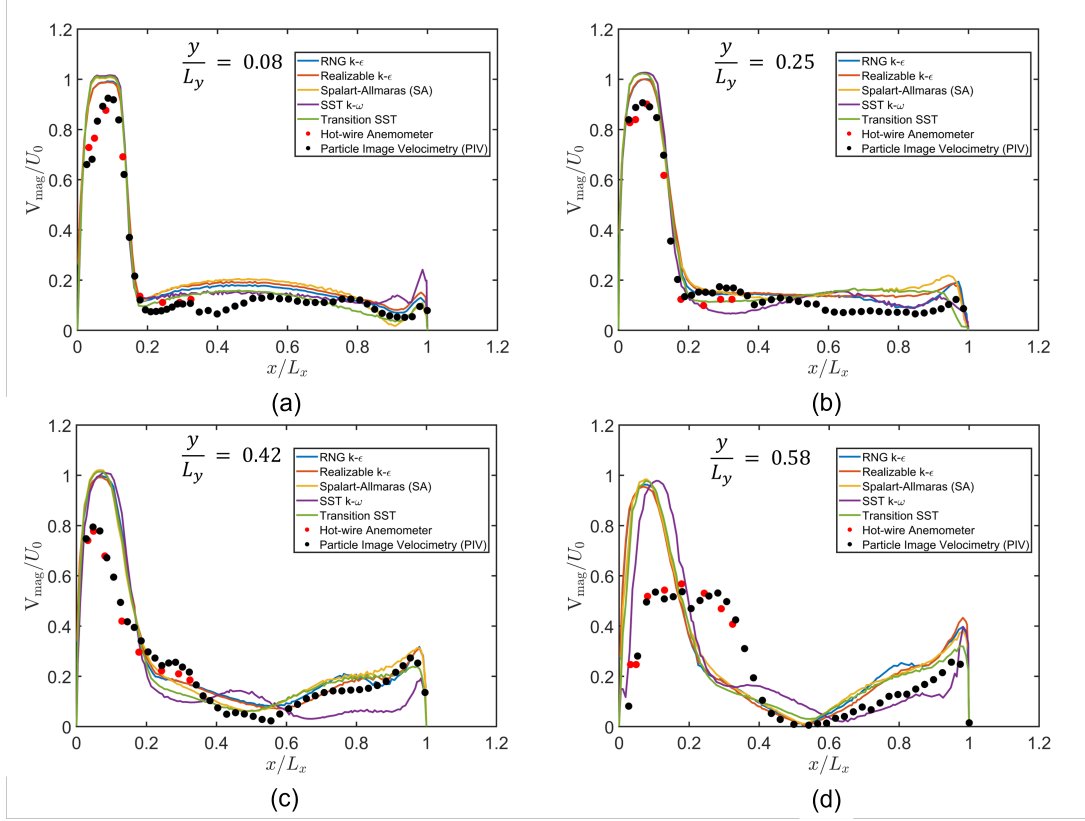 y/L_y = 0.08
1.2
1
0.8
0.6
0.4
0.2
0
V_mag/U_0
RNG k-ϵ
Realizable k-ϵ
Spalart-Allmaras (SA)
SST k-ω
Transition SST
Hot-wire Anemometer
Particle Image Velocimetry (PIV)
0 0.2 0.4 0.6 0.8 1 1.2
x/L_x
(a)
y/L_y = 0.25
1.2
1
0.8
0.6
0.4
0.2
0
V_mag/U_0
RNG k-ϵ
Realizable k-ϵ
Spalart-Allmaras (SA)
SST k-ω
Transition SST
Hot-wire Anemometer
Particle Image Velocimetry (PIV)
0 0.2 0.4 0.6 0.8 1 1.2
x/L_x
(b)
y/L_y = 0.42
1.2
1
0.8
0.6
0.4
0.2
0
V_mag/U_0
RNG k-ϵ
Realizable k-ϵ
Spalart-Allmaras (SA)
SST k-ω
Transition SST
Hot-wire Anemometer
Particle Image Velocimetry (PIV)
0 0.2 0.4 0.6 0.8 1 1.2
x/L_x
(c)
y/L_y = 0.58
1.2
1
0.8
0.6
0.4
0.2
0
V_mag/U_0
RNG k-ϵ
Realizable k-ϵ
Spalart-Allmaras (SA)
SST k-ω
Transition SST
Hot-wire Anemometer
Particle Image Velocimetry (PIV)
0 0.2 0.4 0.6 0.8 1 1.2
x/L_x
(d)